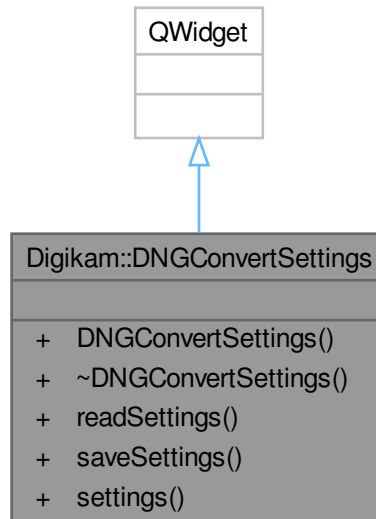 QWidget
Digikam::DNGConvertSettings
+ DNGConvertSettings()
+ ~DNGConvertSettings()
+ readSettings()
+ saveSettings()
+ settings()